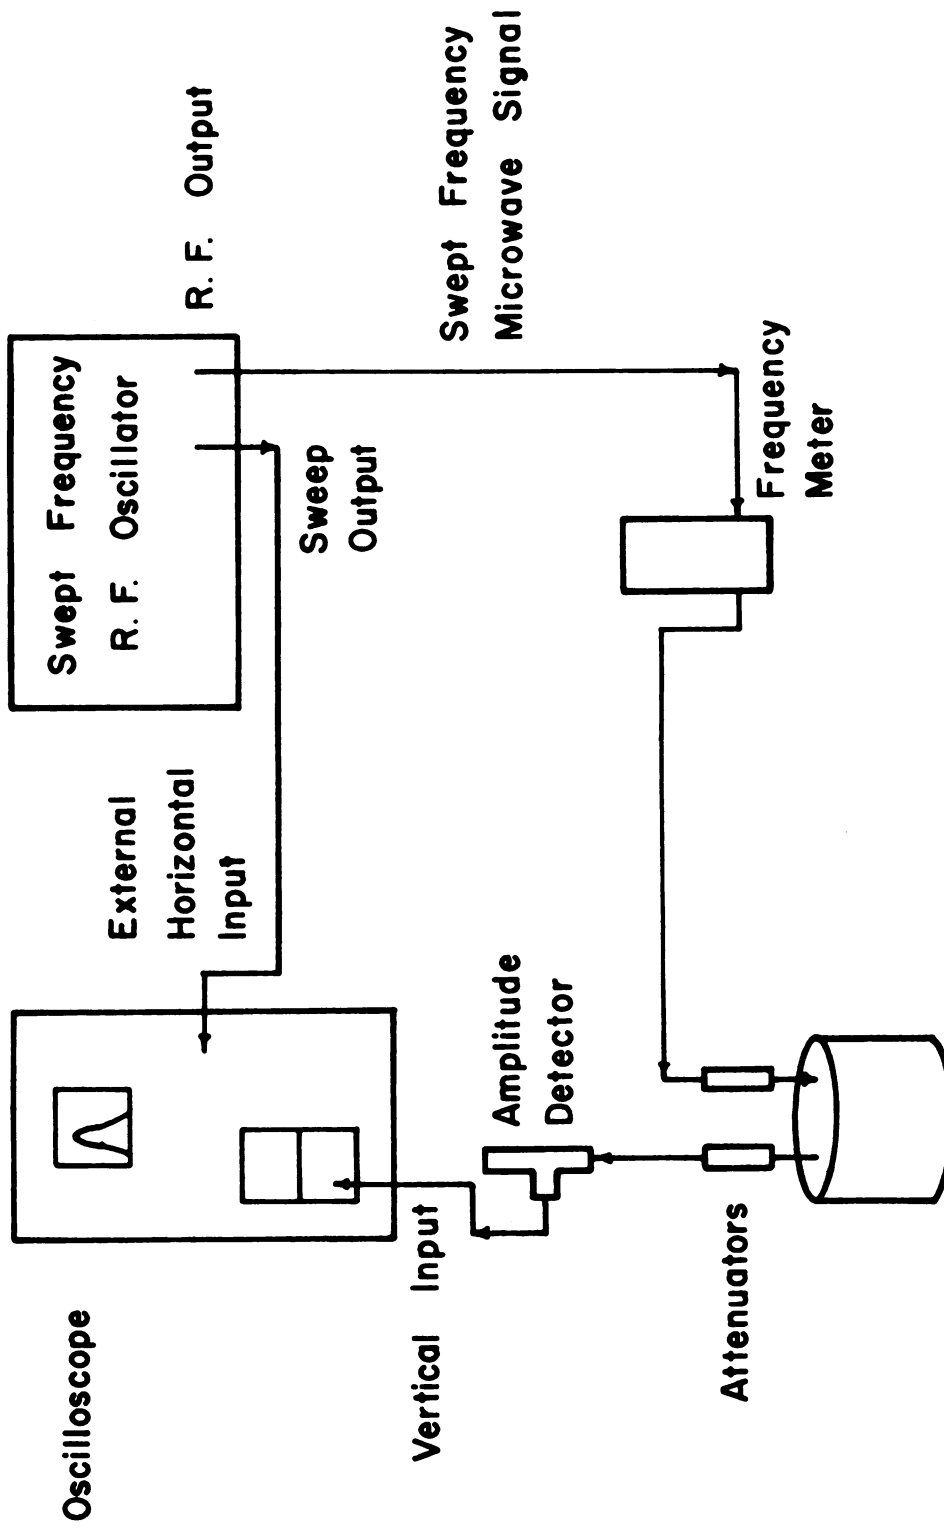 Oscilloscope
Swept Frequency
R. F. Oscillator
R. F. Output
External
Horizontal
Input
Sweep
Output
Vertical Input
Swept Frequency
Microwave Signal
Amplitude
Detector
Frequency
Meter
Attenuators